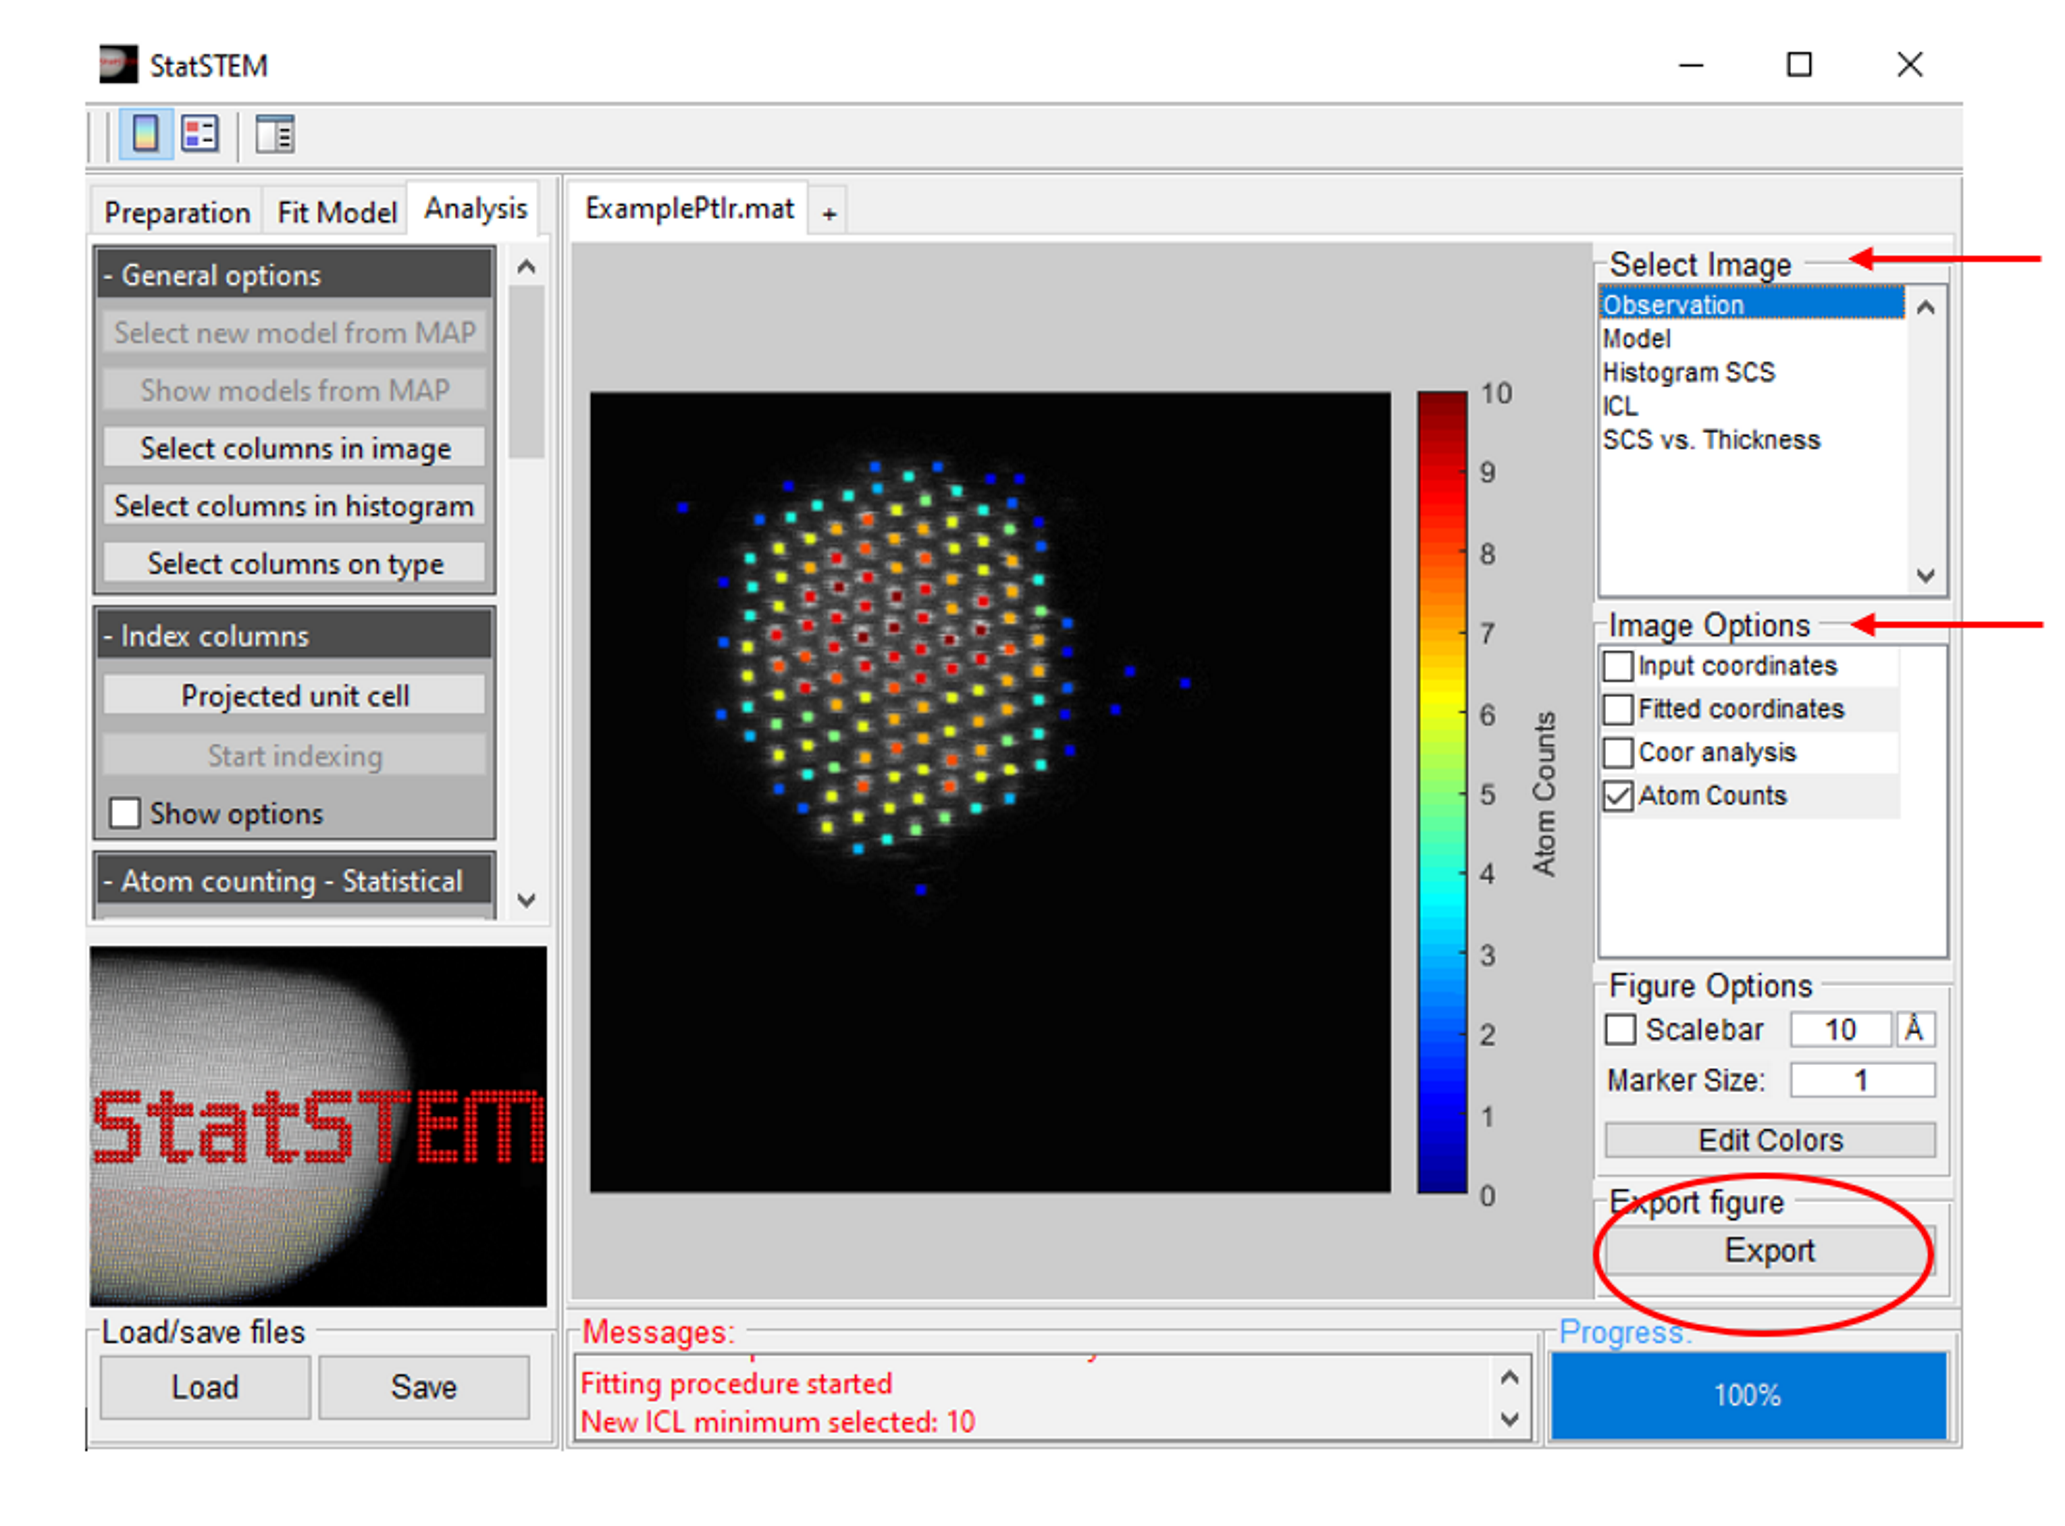 StatSTEM
Preparation
Fit Model
Analysis
ExamplePtIr.mat
+
- General options
Select new model from MAP
Show models from MAP
Select columns in image
Select columns in histogram
Select columns on type
- Index columns
Projected unit cell
Start indexing
Show options
- Atom counting - Statistical
StatSTEM
Load/save files
Load
Save
10
9
8
7
6
5
4
3
2
1
0
Atom Counts
Select Image
Observation
Model
Histogram SCS
ICL
SCS vs. Thickness
Image Options
Input coordinates
Fitted coordinates
Coor analysis
Atom Counts
Figure Options
Scalebar 10 Å
Marker Size: 1
Edit Colors
Export figure
Export
Messages:
Fitting procedure started
New ICL minimum selected: 10
Progress:
100%